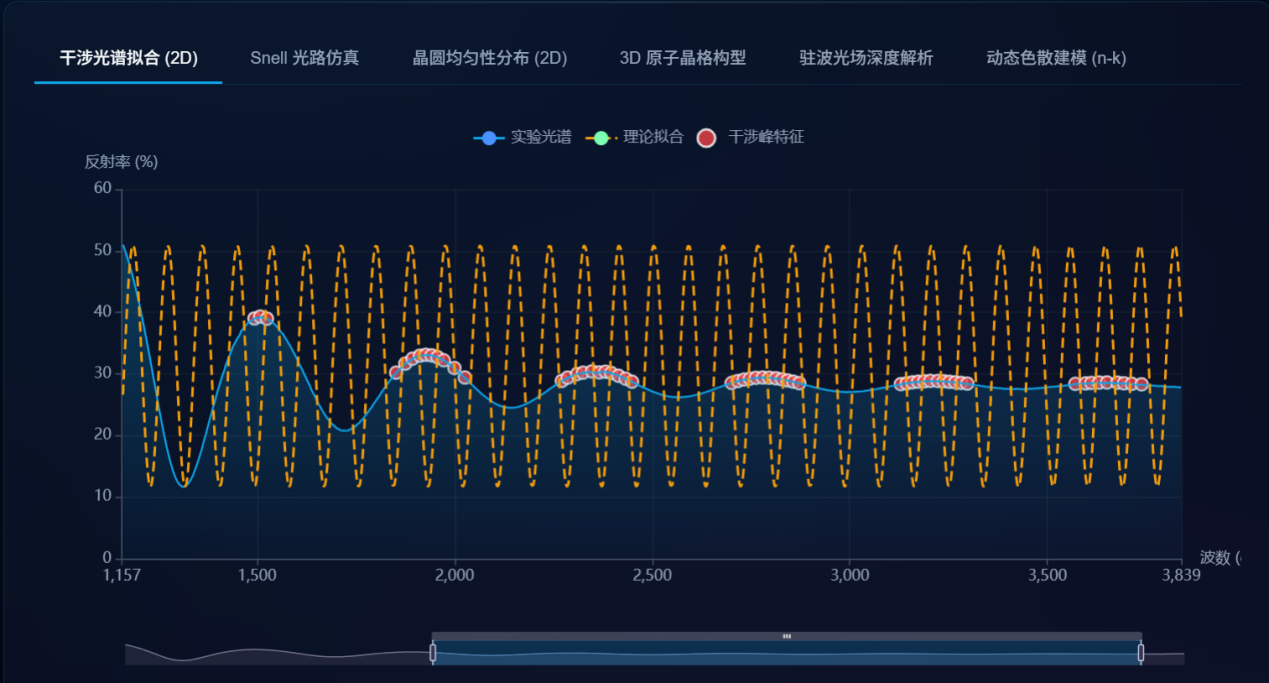 干涉光谱拟合 (2D) Snell 光路仿真 晶圆均匀性分布 (2D) 3D 原子晶格构型 驻波光场深度解析 动态色散建模 (n-k)
实验光谱 理论拟合 干涉峰特征
反射率 (%)
60
50
40
30
20
10
0
波数 (
1,157 1,500 2,000 2,500 3,000 3,500 3,839